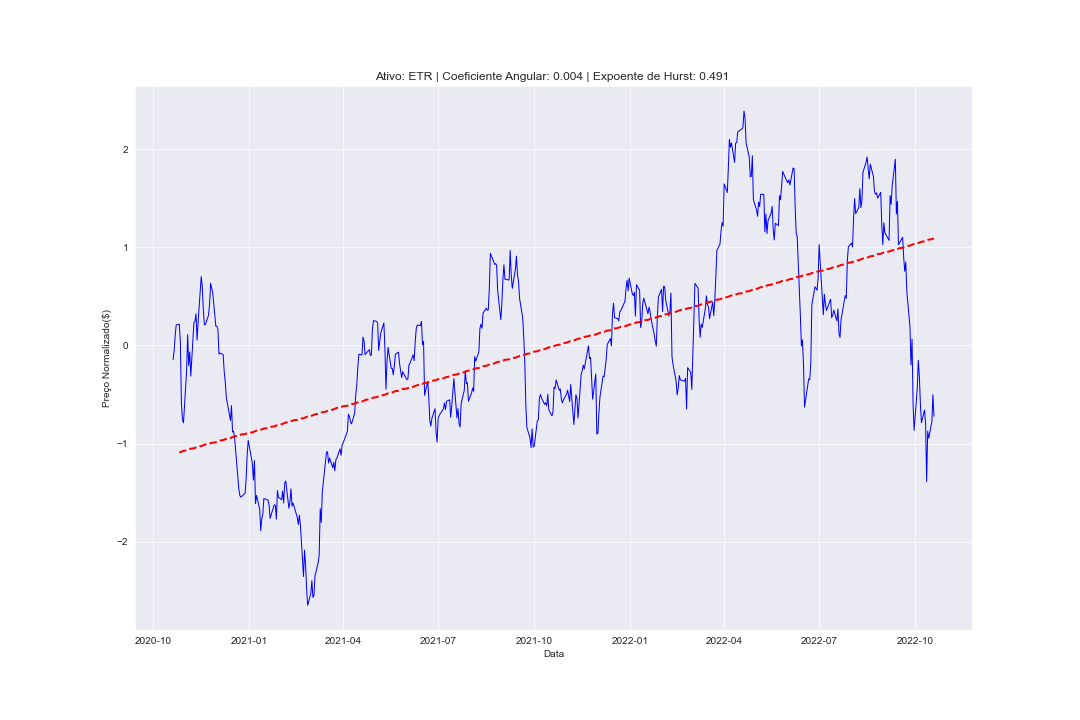 Ativo: ETR | Coeficiente Angular: 0.004 | Expoente de Hurst: 0.491
Preço Normalizado($)
2
1
0
−1
−2
2020-10 2021-01 2021-04 2021-07 2021-10 2022-01 2022-04 2022-07 2022-10
Data